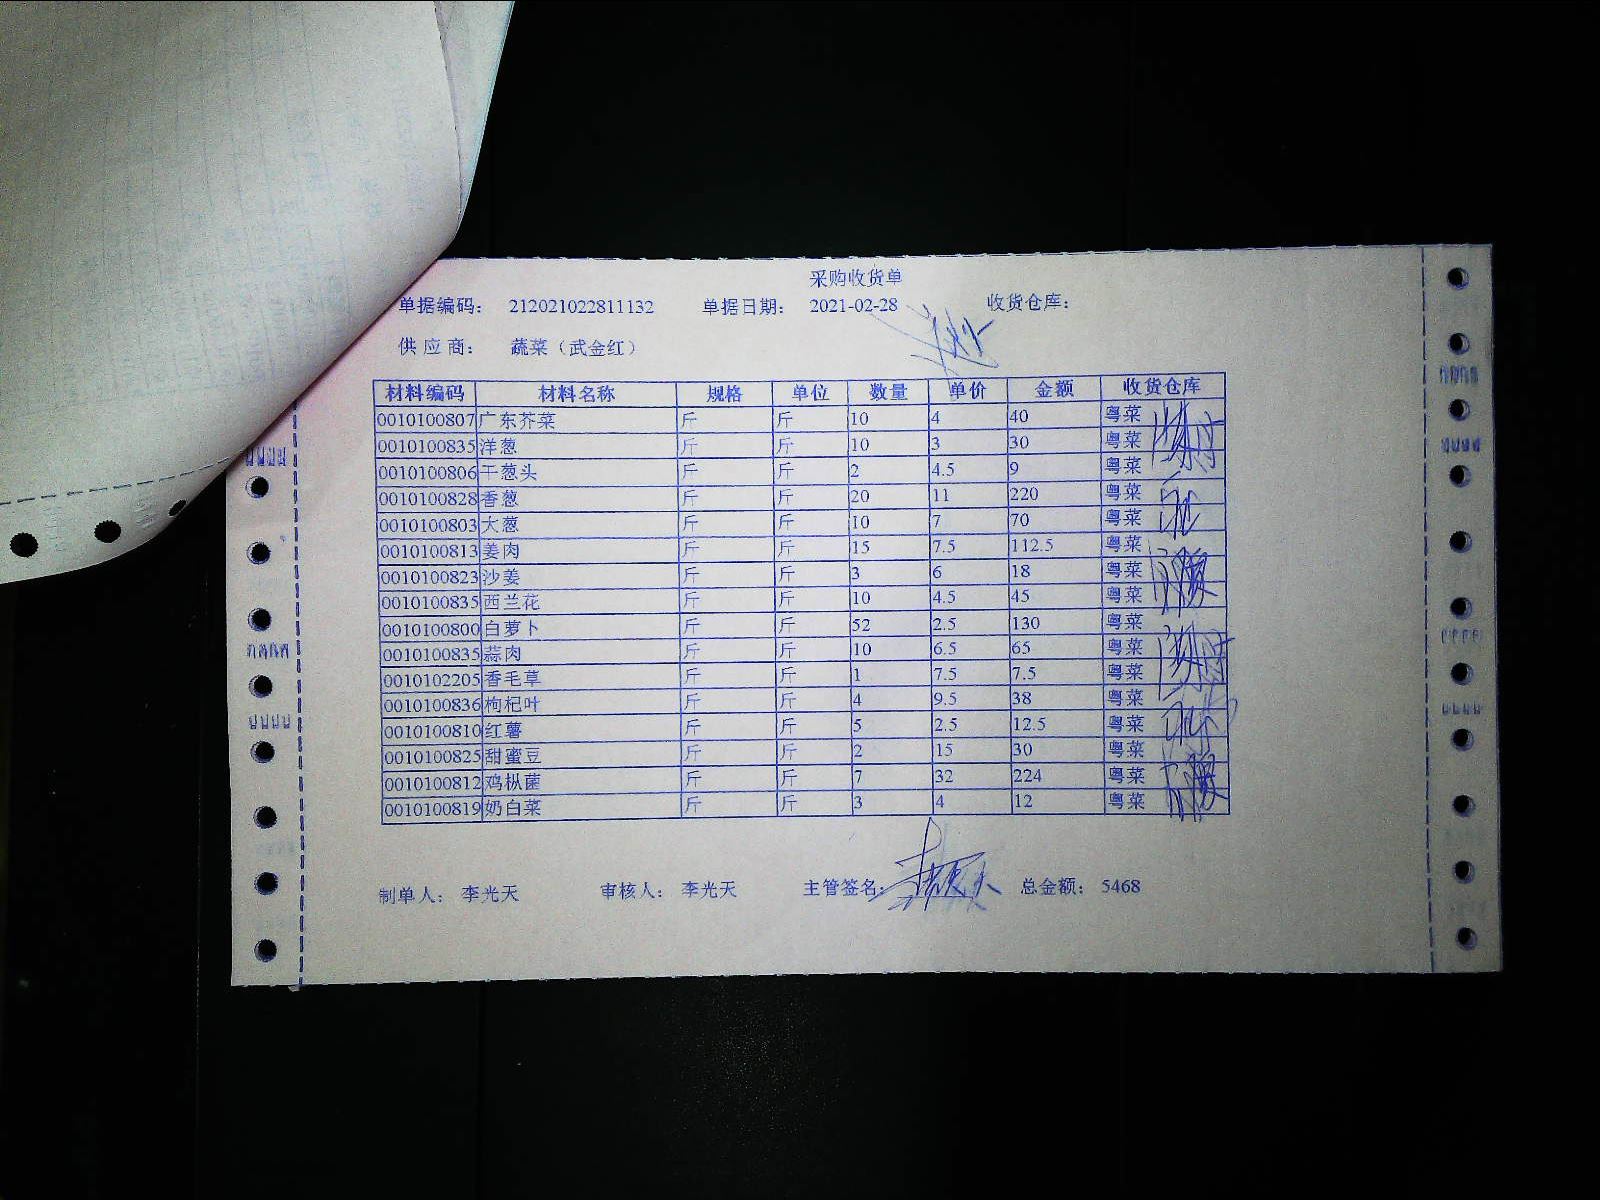 采购收货单
单据编码： 212021022811132 单据日期： 2021-02-28 收货仓库：
供 应 商： 蔬菜（武金红）
材料编码 材料名称 规格 单位 数量 单价 金额 收货仓库
0010100807 广东芥菜 斤 斤 10 4 40 粤菜
0010100835 洋葱 斤 斤 10 3 30 粤菜
0010100806 干葱头 斤 斤 2 4.5 9 粤菜
0010100828 香葱 斤 斤 20 11 220 粤菜
0010100803 大葱 斤 斤 10 7 70 粤菜
0010100813 姜肉 斤 斤 15 7.5 112.5 粤菜
0010100823 沙姜 斤 斤 3 6 18 粤菜
0010100835 西兰花 斤 斤 10 4.5 45 粤菜
0010100800 白萝卜 斤 斤 52 2.5 130 粤菜
0010100835 蒜肉 斤 斤 10 6.5 65 粤菜
0010102205 香毛草 斤 斤 1 7.5 7.5 粤菜
0010100836 枸杞叶 斤 斤 4 9.5 38 粤菜
0010100810 红薯 斤 斤 5 2.5 12.5 粤菜
0010100825 甜蜜豆 斤 斤 2 15 30 粤菜
0010100812 鸡枞菌 斤 斤 7 32 224 粤菜
0010100819 奶白菜 斤 斤 3 4 12 粤菜
制单人： 李光天 审核人： 李光天 主管签名： 总金额： 5468